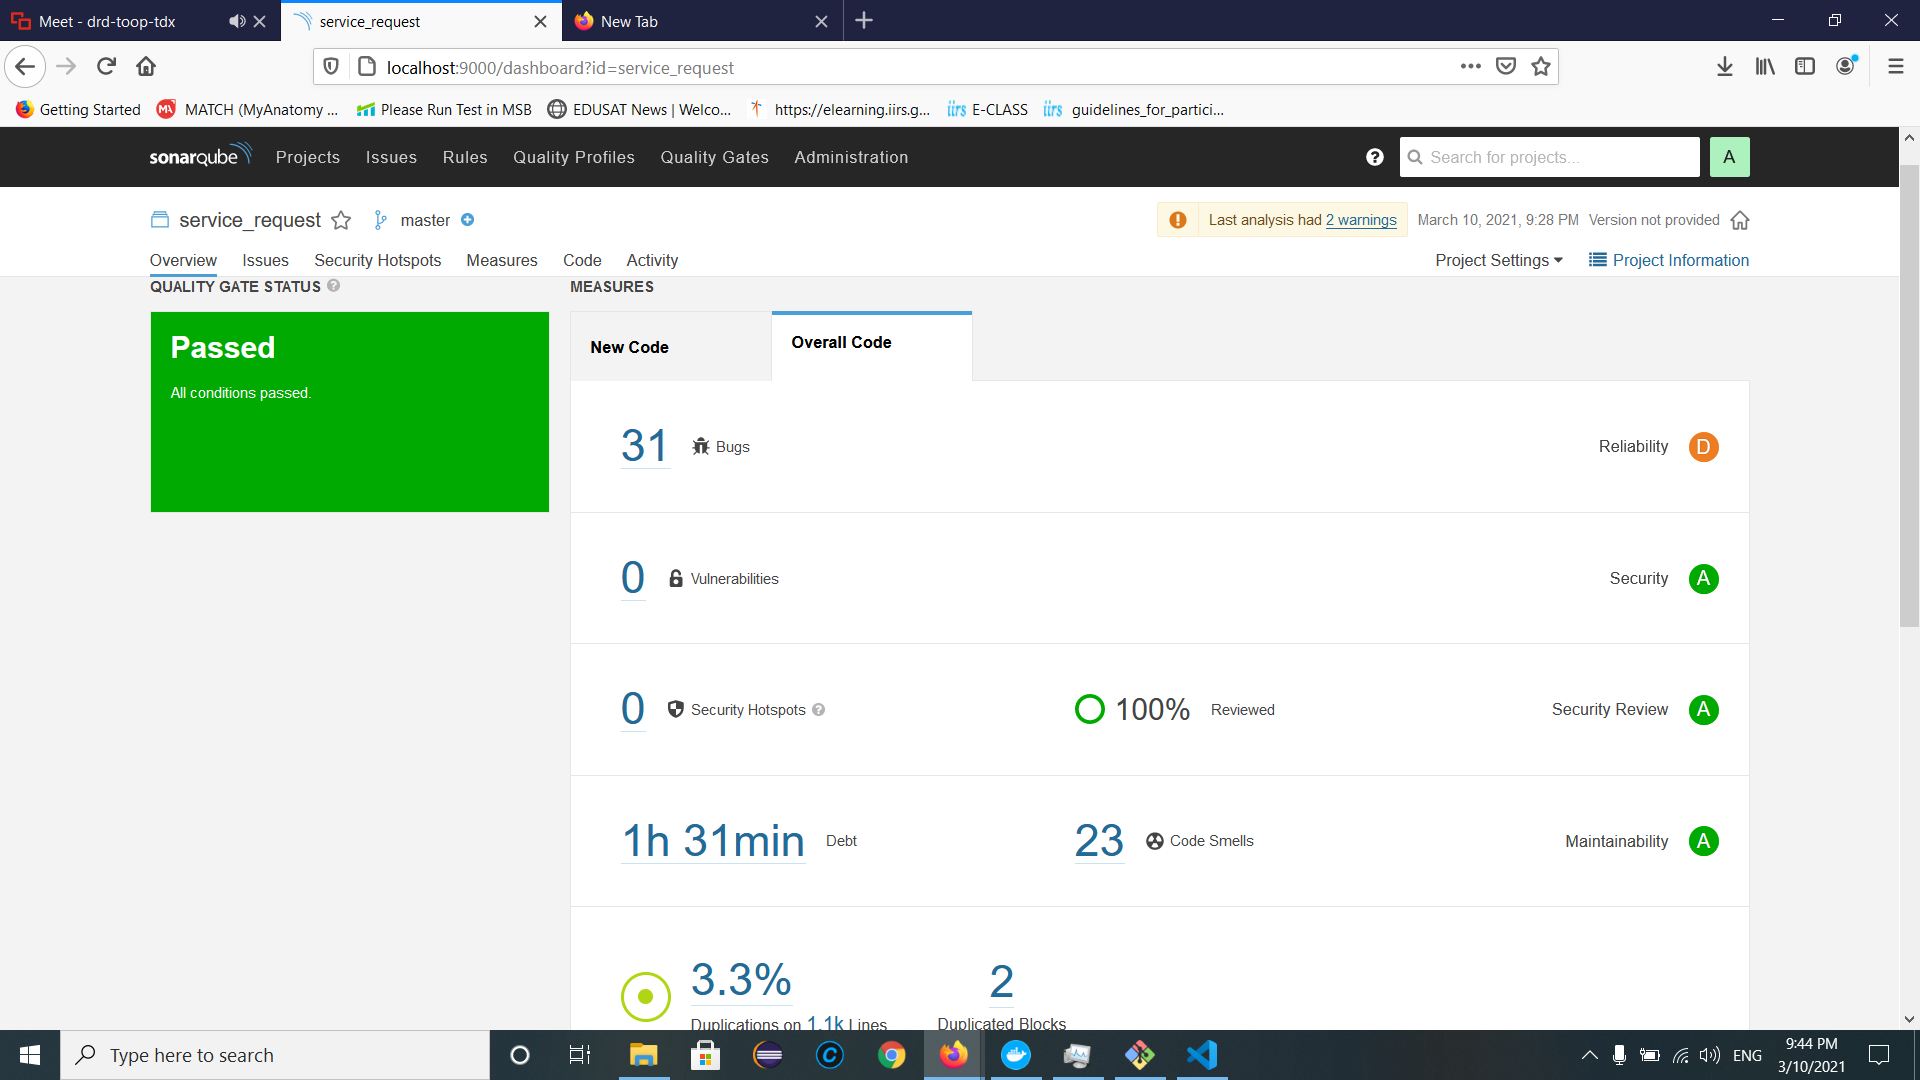 Meet - drd-toop-tdx
service_request
New Tab
localhost:9000/dashboard?id=service_request
Getting Started
MATCH (MyAnatomy ...
Please Run Test in MSB
EDUSAT News | Welco...
https://elearning.iirs.g...
iirs E-CLASS
iirs guidelines_for_partici...
sonarqube
Projects
Issues
Rules
Quality Profiles
Quality Gates
Administration
Search for projects...
A
service_request
master
Last analysis had 2 warnings
March 10, 2021, 9:28 PM
Version not provided
Overview
Issues
Security Hotspots
Measures
Code
Activity
Project Settings
Project Information
QUALITY GATE STATUS
MEASURES
Passed
All conditions passed.
New Code
Overall Code
31 Bugs
Reliability D
0 Vulnerabilities
Security A
0 Security Hotspots
100% Reviewed
Security Review A
1h 31min Debt
23 Code Smells
Maintainability A
3.3%
Duplications on 1.1k Lines
2
Duplicated Blocks
Type here to search
ENG
9:44 PM
3/10/2021